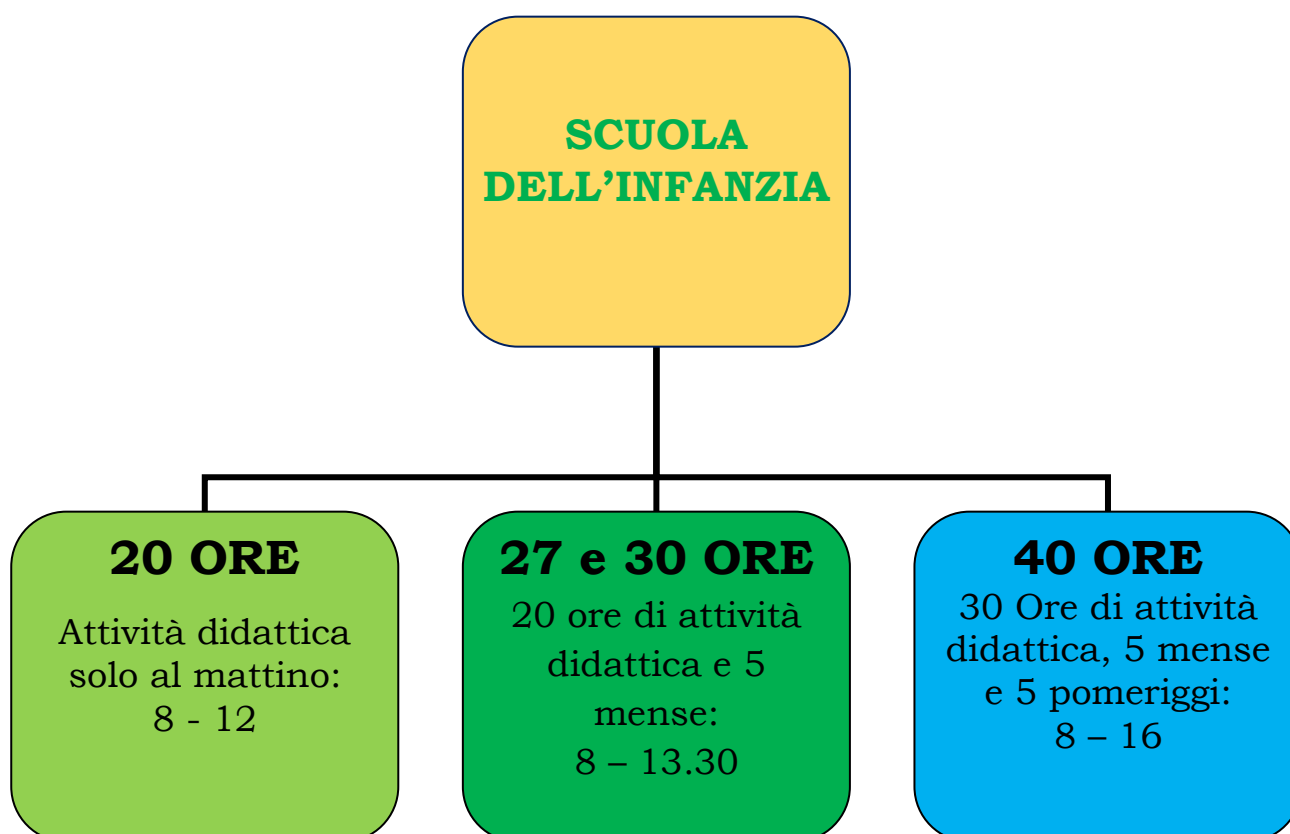 SCUOLA
DELL’INFANZIA
20 ORE
Attività didattica
solo al mattino:
8 - 12
27 e 30 ORE
20 ore di attività
didattica e 5
mense:
8 – 13.30
40 ORE
30 Ore di attività
didattica, 5 mense
e 5 pomeriggi:
8 – 16